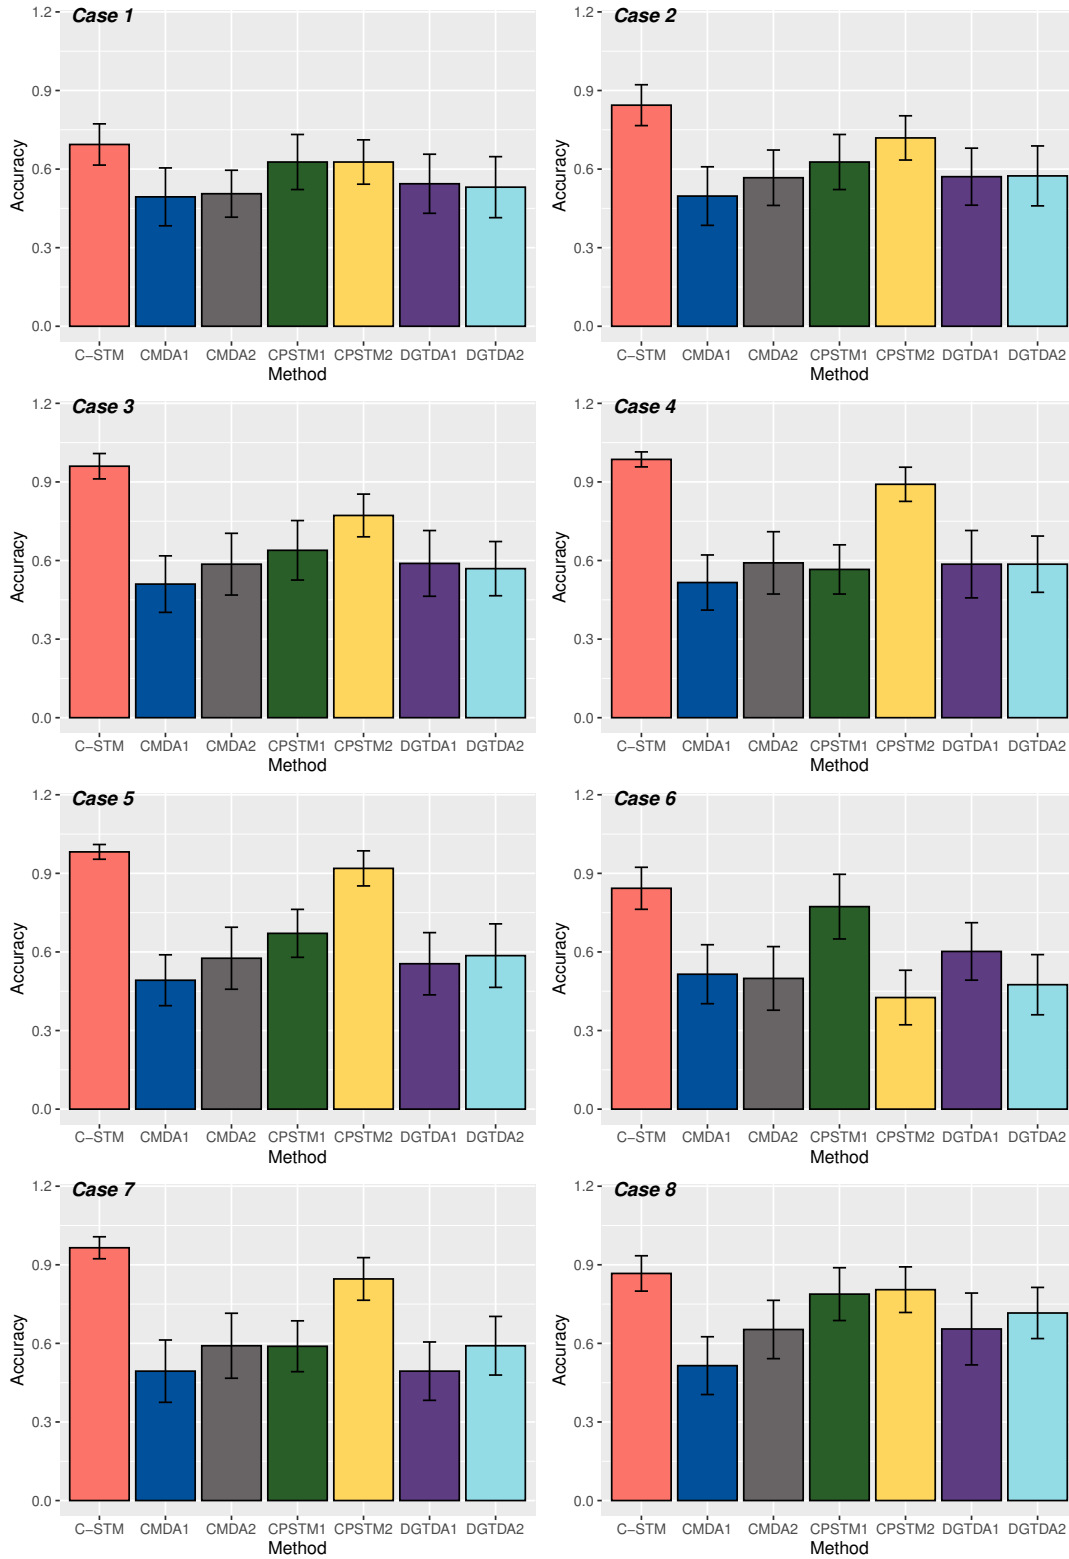 Case 1
1.2
0.9
0.6
0.3
0.0
Accuracy
C−STM CMDA1 CMDA2 CPSTM1 CPSTM2 DGTDA1 DGTDA2
Method
Case 2
1.2
0.9
0.6
0.3
0.0
Accuracy
C−STM CMDA1 CMDA2 CPSTM1 CPSTM2 DGTDA1 DGTDA2
Method
Case 3
1.2
0.9
0.6
0.3
0.0
Accuracy
C−STM CMDA1 CMDA2 CPSTM1 CPSTM2 DGTDA1 DGTDA2
Method
Case 4
1.2
0.9
0.6
0.3
0.0
Accuracy
C−STM CMDA1 CMDA2 CPSTM1 CPSTM2 DGTDA1 DGTDA2
Method
Case 5
1.2
0.9
0.6
0.3
0.0
Accuracy
C−STM CMDA1 CMDA2 CPSTM1 CPSTM2 DGTDA1 DGTDA2
Method
Case 6
1.2
0.9
0.6
0.3
0.0
Accuracy
C−STM CMDA1 CMDA2 CPSTM1 CPSTM2 DGTDA1 DGTDA2
Method
Case 7
1.2
0.9
0.6
0.3
0.0
Accuracy
C−STM CMDA1 CMDA2 CPSTM1 CPSTM2 DGTDA1 DGTDA2
Method
Case 8
1.2
0.9
0.6
0.3
0.0
Accuracy
C−STM CMDA1 CMDA2 CPSTM1 CPSTM2 DGTDA1 DGTDA2
Method